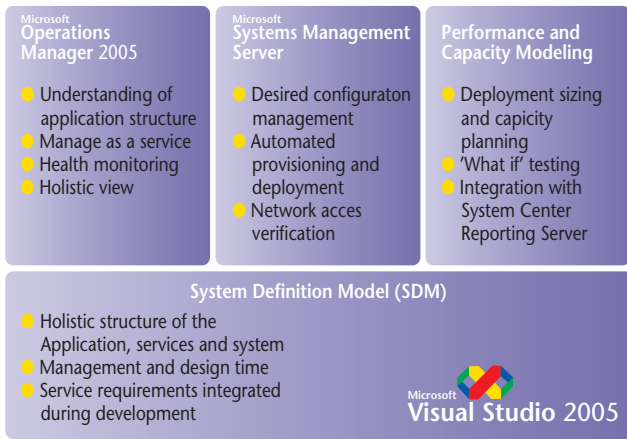 Microsoft
Operations
Manager 2005
Understanding of
application structure
Manage as a service
Health monitoring
Holistic view
Microsoft
Systems Management
Server
Desired configuraton
management
Automated
provisioning and
deployment
Network acces
verification
Performance and
Capacity Modeling
Deployment sizing
and capicity
planning
'What if' testing
Integration with
System Center
Reporting Server
System Definition Model (SDM)
Holistic structure of the
Application, services and system
Management and design time
Service requirements integrated
during development
Microsoft
Visual Studio 2005